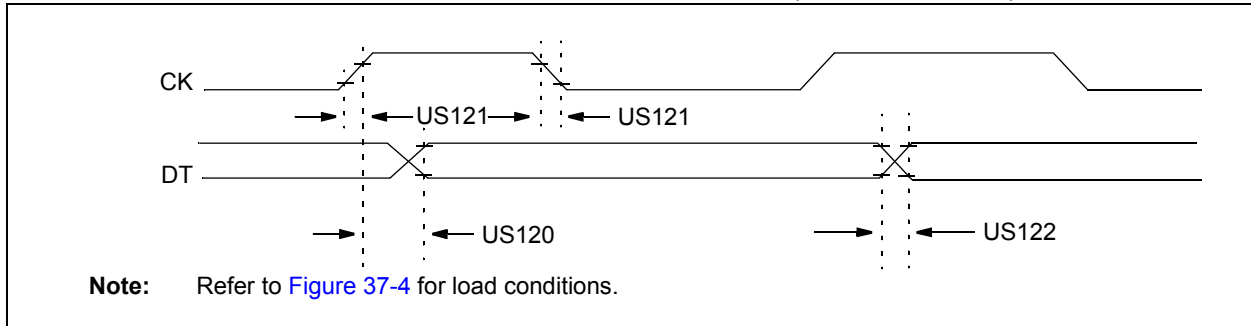 CK
US121
US121
DT
US120
US122
Note: Refer to Figure 37-4 for load conditions.